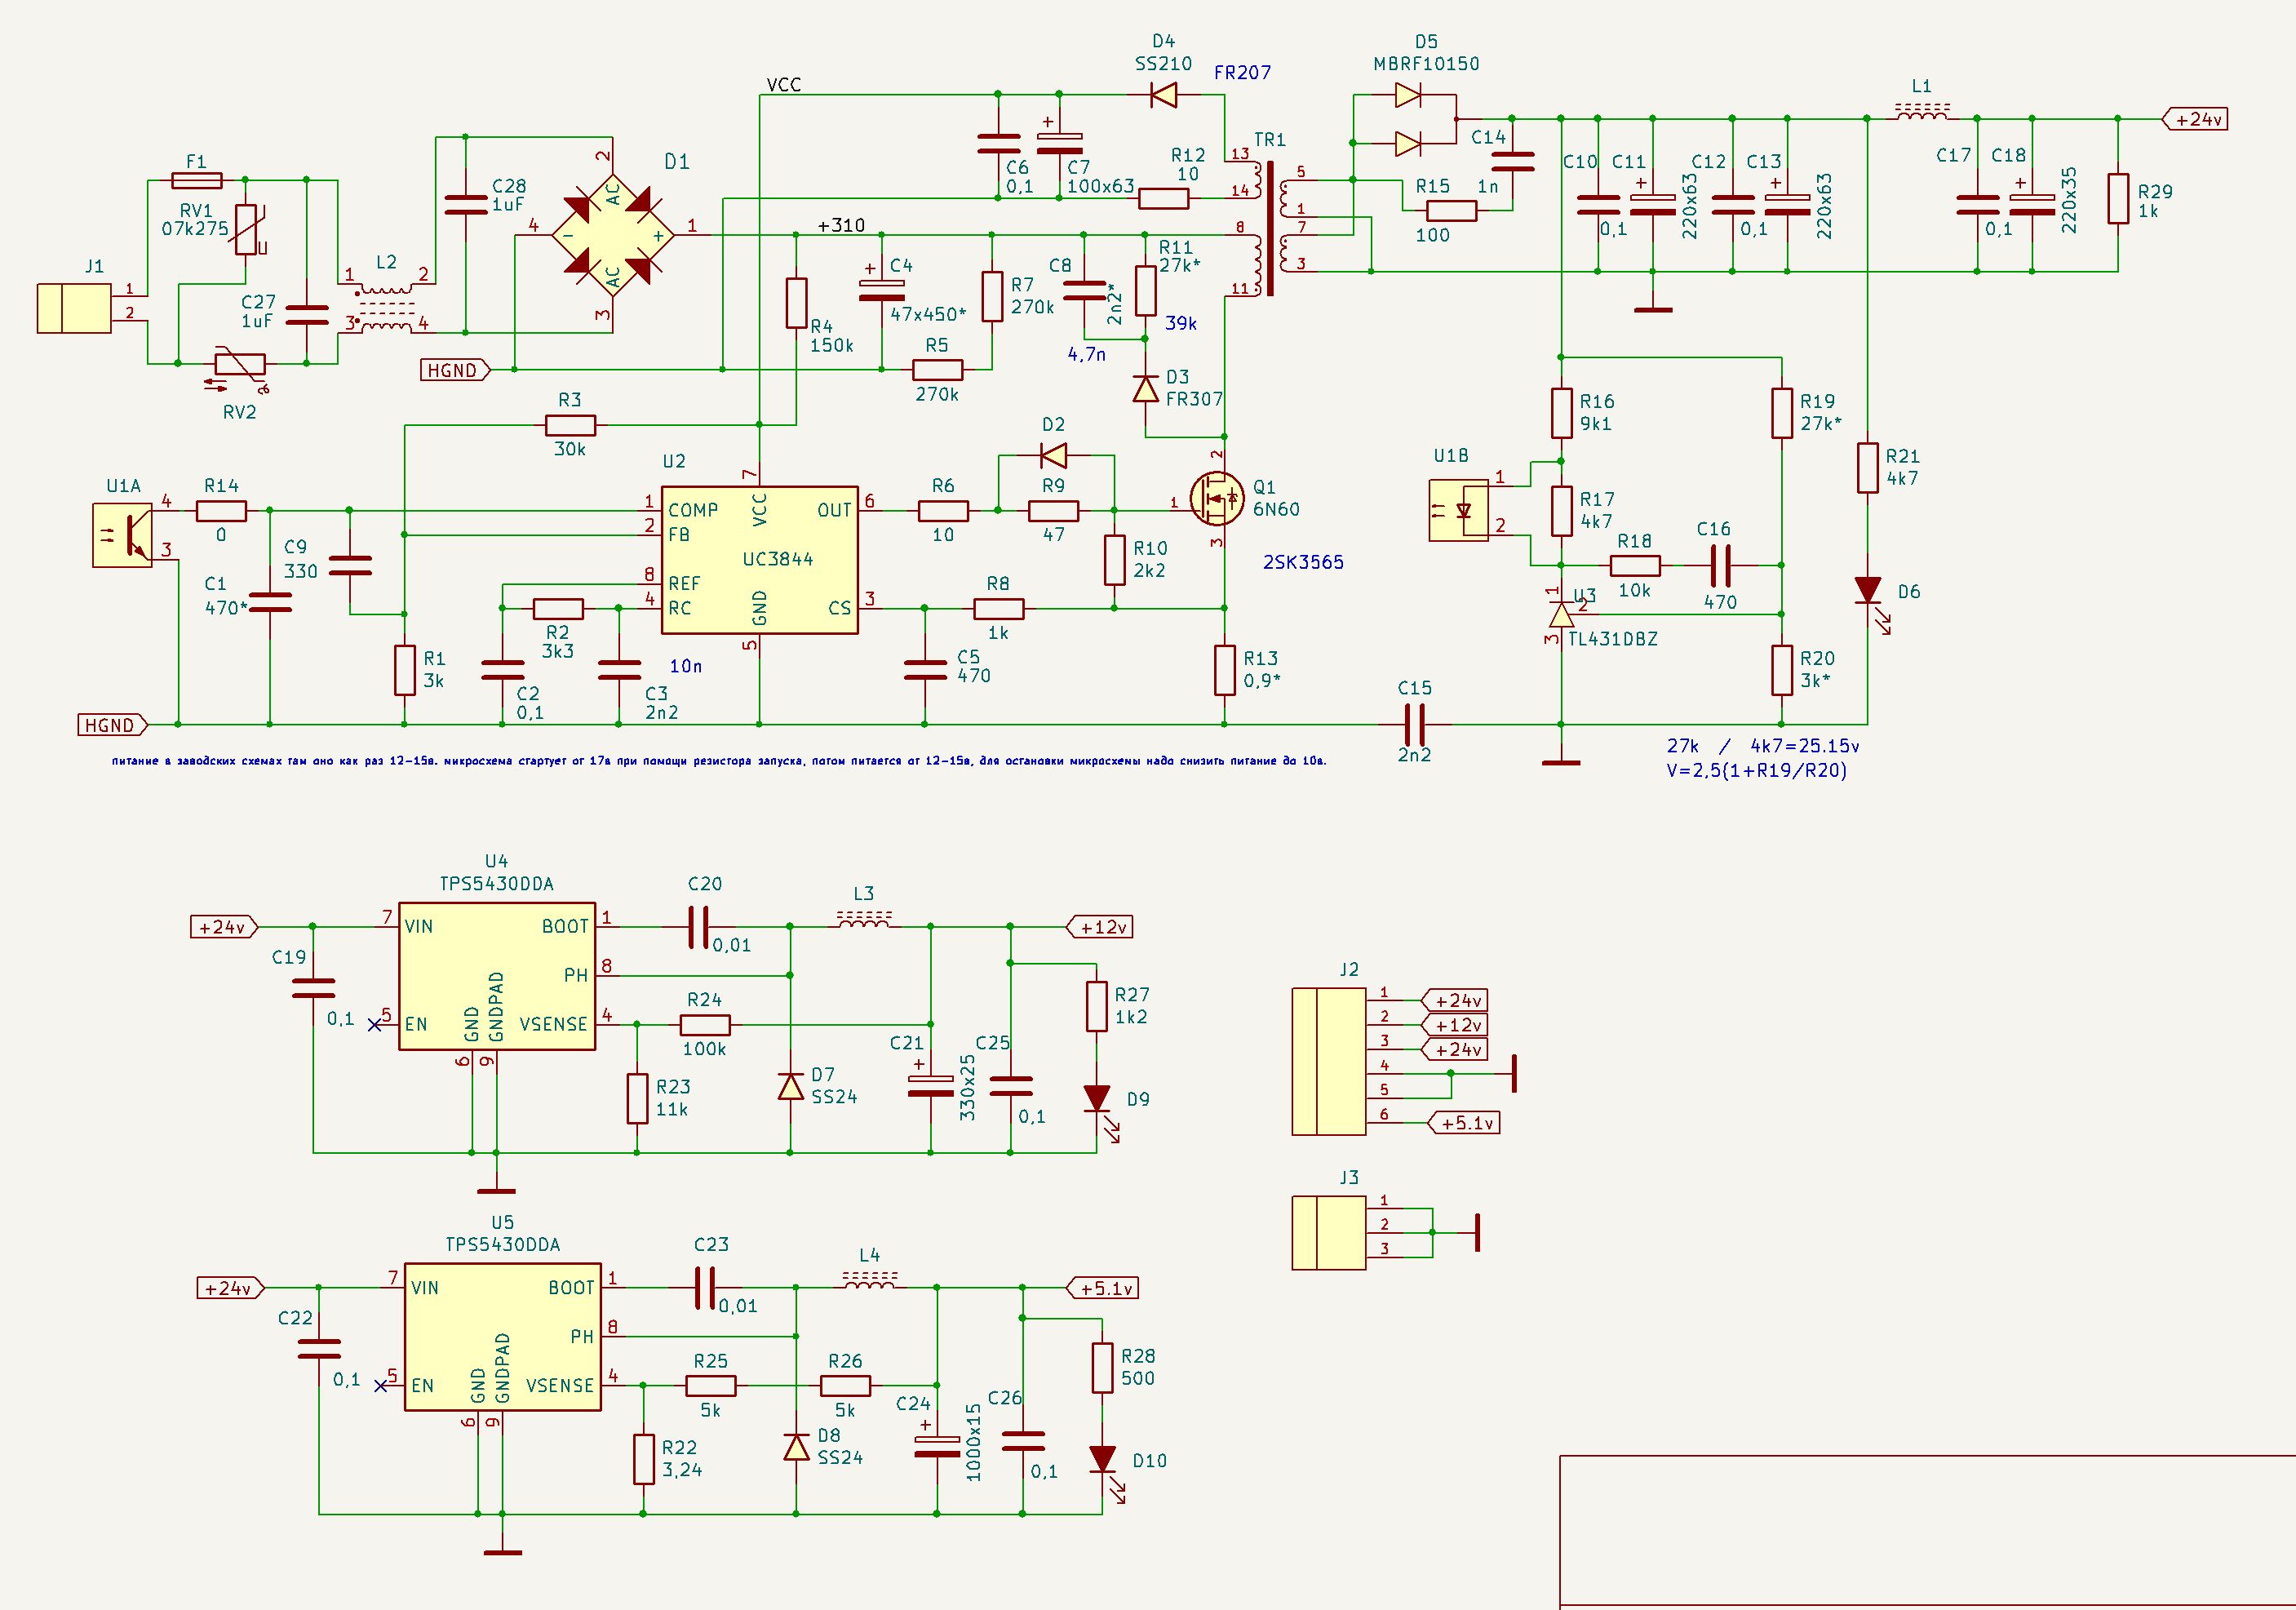 D4
SS210
FR207
D5
MBRF10150
VCC
L1
+24v
F1
RV1
07k275
U
J1
1
2
C27
1uF
L2
1
2
3
4
C28
1uF
D1
2
AC
4
−
+
1
AC
3
RV2
HGND
+310
C6
0,1
+
C7
100x63
R12
10
TR1
13
14
8
11
5
1
7
3
R15
100
C14
1n
C10
0,1
C11
+
220x63
C12
0,1
C13
+
220x63
C17
0,1
C18
+
220x35
R29
1k
R4
150k
+
C4
47x450*
R5
270k
R7
270k
C8
2n2*
4,7n
R11
27k*
39k
D3
FR307
R3
30k
U1A
4
3
R14
0
C9
330
C1
470*
R1
3k
U2
UC3844
1
COMP
2
FB
8
REF
4
RC
7
VCC
GND
5
OUT
6
CS
3
R2
3k3
C2
0,1
C3
2n2
10n
R6
10
D2
R9
47
R10
2k2
R8
1k
C5
470
2
1
3
Q1
6N60
2SK3565
R13
0,9*
HGND
C15
2n2
U1B
1
2
R16
9k1
R17
4k7
R18
10k
C16
470
R19
27k*
R20
3k*
R21
4k7
D6
U3
1
2
3
TL431DBZ
27k / 4k7=25.15v
V=2,5(1+R19/R20)
питание в заводских схемах там оно как раз 12-15в. микросхема стартует от 17в при помощи резистора запуска, потом питается от 12-15в, для остановки микросхемы надо снизить питание до 10в.
U4
TPS5430DDA
+24v
C19
0,1
7
VIN
5
EN
GND
6
GNDPAD
9
BOOT
1
PH
8
VSENSE
4
C20
0,01
L3
+12v
R24
100k
R23
11k
D7
SS24
C21
+
330x25
C25
0,1
R27
1k2
D9
J2
1
+24v
2
+12v
3
+24v
4
5
6
+5.1v
J3
1
2
3
U5
TPS5430DDA
+24v
C22
0,1
7
VIN
5
EN
GND
6
GNDPAD
9
BOOT
1
PH
8
VSENSE
4
C23
0,01
L4
+5.1v
R25
5k
R26
5k
R22
3,24
D8
SS24
C24
+
1000x15
C26
0,1
R28
500
D10